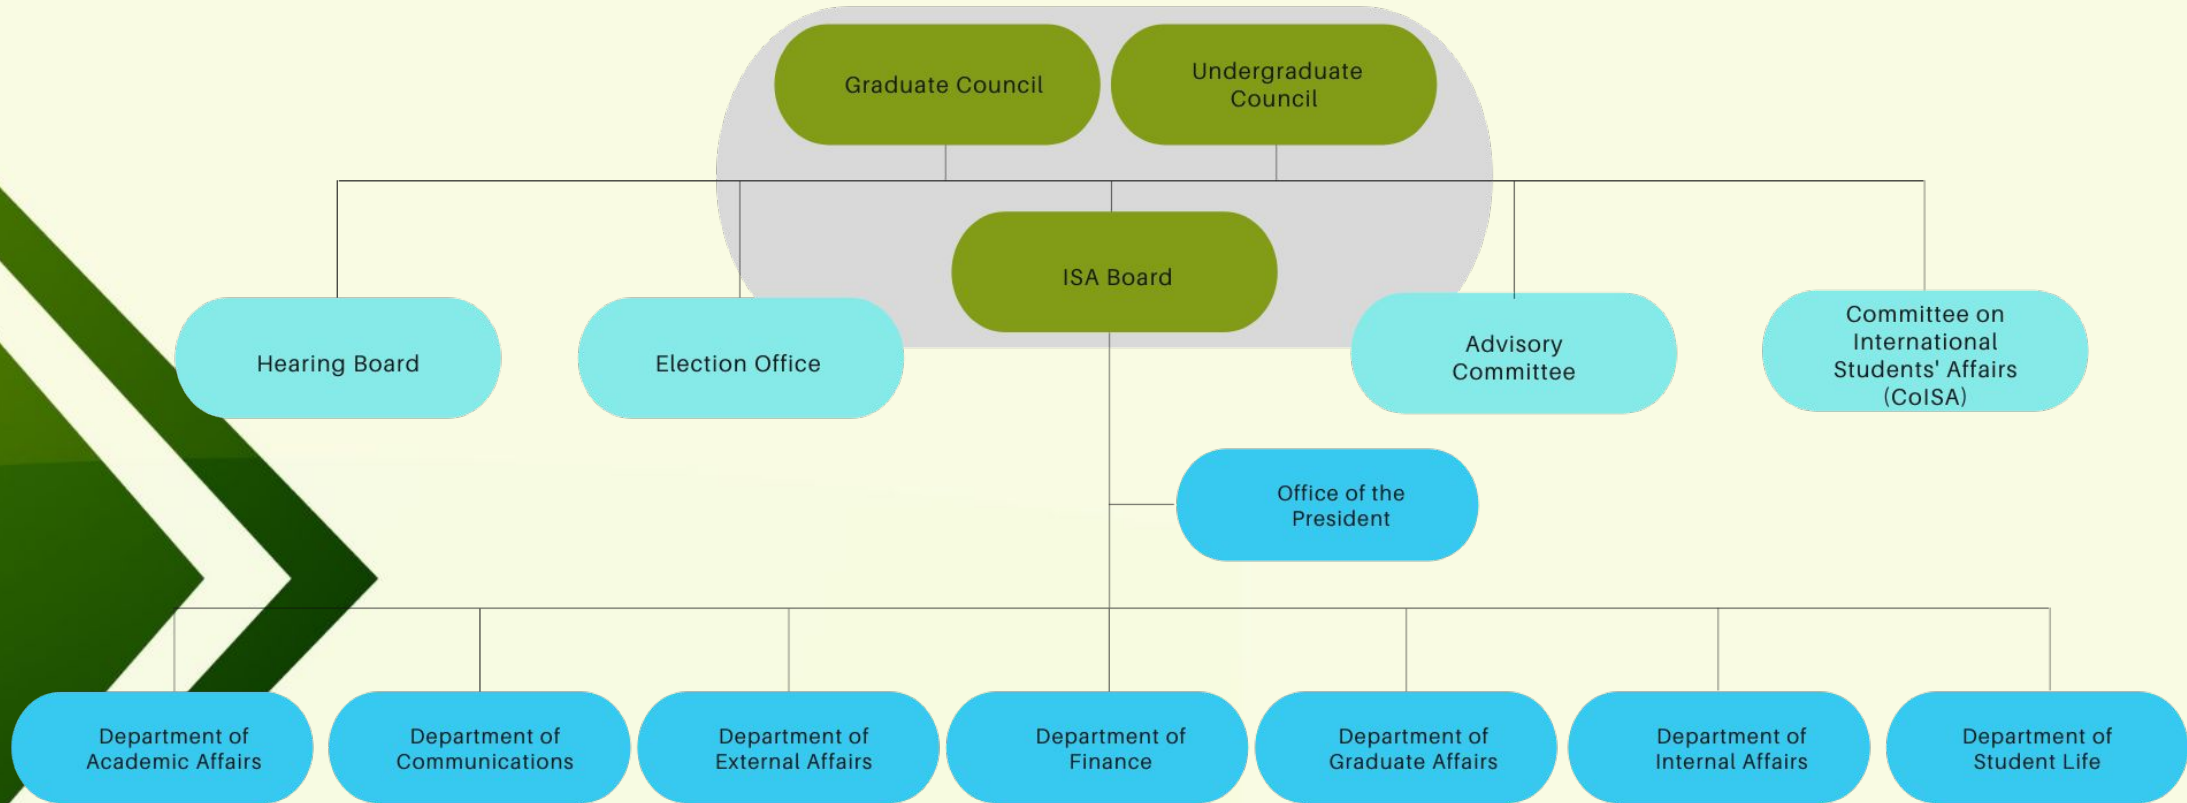 Graduate Council
Undergraduate
Council
ISA Board
Hearing Board
Election Office
Advisory
Committee
Committee on
International
Students' Affairs
(CoISA)
Office of the
President
Department of
Academic Affairs
Department of
Communications
Department of
External Affairs
Department of
Finance
Department of
Graduate Affairs
Department of
Internal Affairs
Department of
Student Life